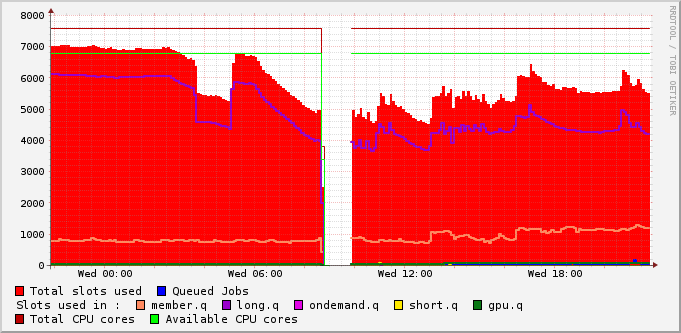 8000
7000
6000
5000
4000
3000
2000
1000
0
Wed 00:00 Wed 06:00 Wed 12:00 Wed 18:00
Total slots used Queued Jobs
Slots used in : member.q long.q ondemand.q short.q gpu.q
Total CPU cores Available CPU cores
RRDTOOL / TOBI OETIKER